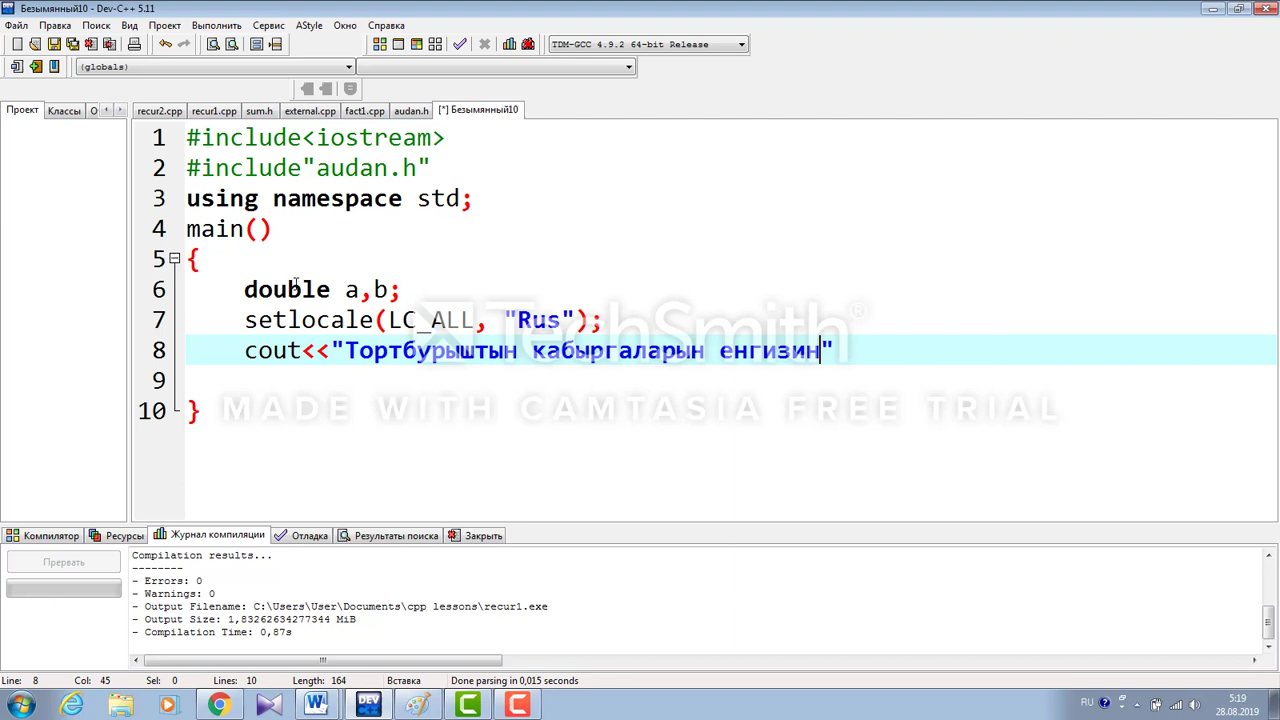 Безымянный10 - Dev-C++ 5.11
Файл Правка Поиск Вид Проект Выполнить Сервис AStyle Окно Справка
TDM-GCC 4.9.2 64-bit Release
(globals)
Проект Классы О
recur2.cpp recur1.cpp sum.h external.cpp fact1.cpp audan.h [*] Безымянный10
1 #include<iostream>
2 #include"audan.h"
3 using namespace std;
4 main()
5 {
6 double a,b;
7 setlocale(LC_ALL, "Rus");
8 cout<<"Тортбурыштын кабыргаларын енгизин"
9
10 }
TechSmith®
MADE WITH CAMTASIA FREE TRIAL
Компилятор Ресурсы Журнал компиляции Отладка Результаты поиска Закрыть
Прервать
Compilation results...
--------
- Errors: 0
- Warnings: 0
- Output Filename: C:\Users\User\Documents\cpp lessons\recur1.exe
- Output Size: 1,83262634277344 MiB
- Compilation Time: 0,87s
Line: 8 Col: 45 Sel: 0 Lines: 10 Length: 164 Вставка Done parsing in 0,015 seconds
DEV
RU
5:19
28.08.2019